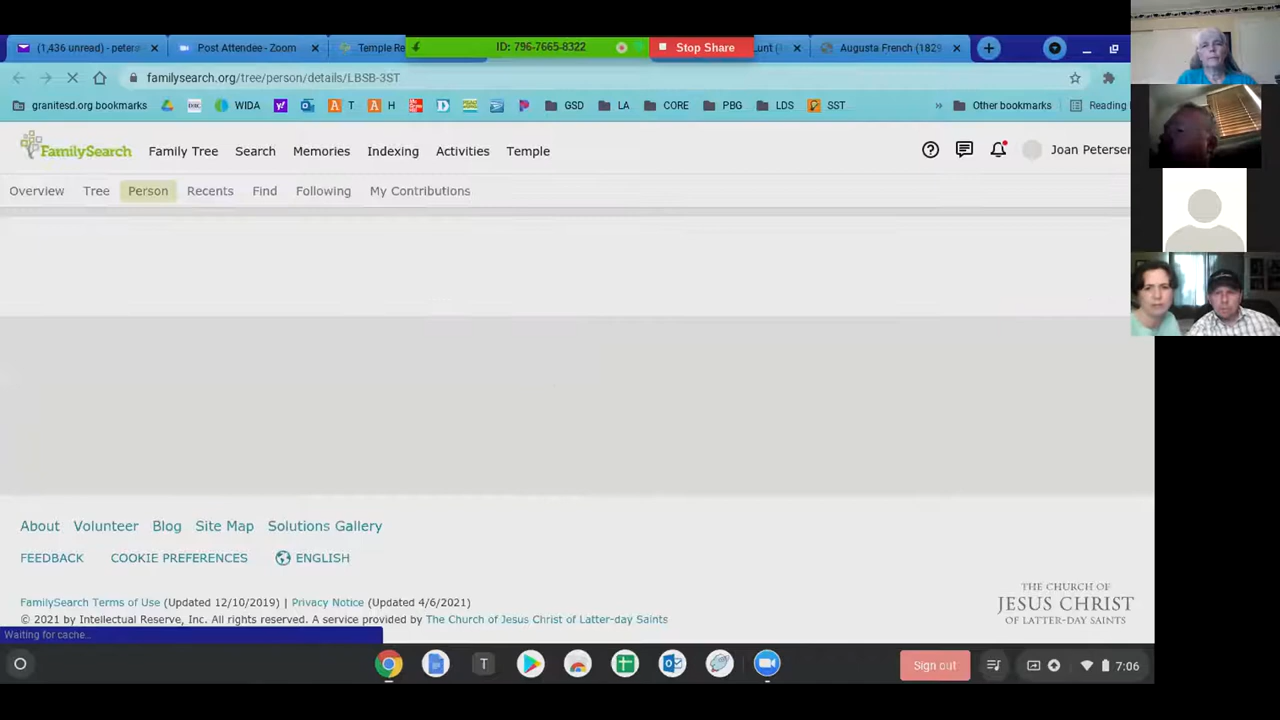 (1,436 unread) - peters
Post Attendee - Zoom
Temple Re
ID: 796-7665-8322
Stop Share
unt (
Augusta French (1829
familysearch.org/tree/person/details/LBSB-3ST
granitesd.org bookmarks
WIDA
T
H
GSD
LA
CORE
PBG
LDS
SST
»
Other bookmarks
Reading
FamilySearch
Family Tree
Search
Memories
Indexing
Activities
Temple
Joan Petersen
Overview
Tree
Person
Recents
Find
Following
My Contributions
About
Volunteer
Blog
Site Map
Solutions Gallery
FEEDBACK
COOKIE PREFERENCES
ENGLISH
THE CHURCH OF
JESUS CHRIST
OF LATTER-DAY SAINTS
FamilySearch Terms of Use (Updated 12/10/2019) | Privacy Notice (Updated 4/6/2021)
© 2021 by Intellectual Reserve, Inc. All rights reserved. A service provided by The Church of Jesus Christ of Latter-day Saints
Waiting for cache...
T
Sign out
7:06